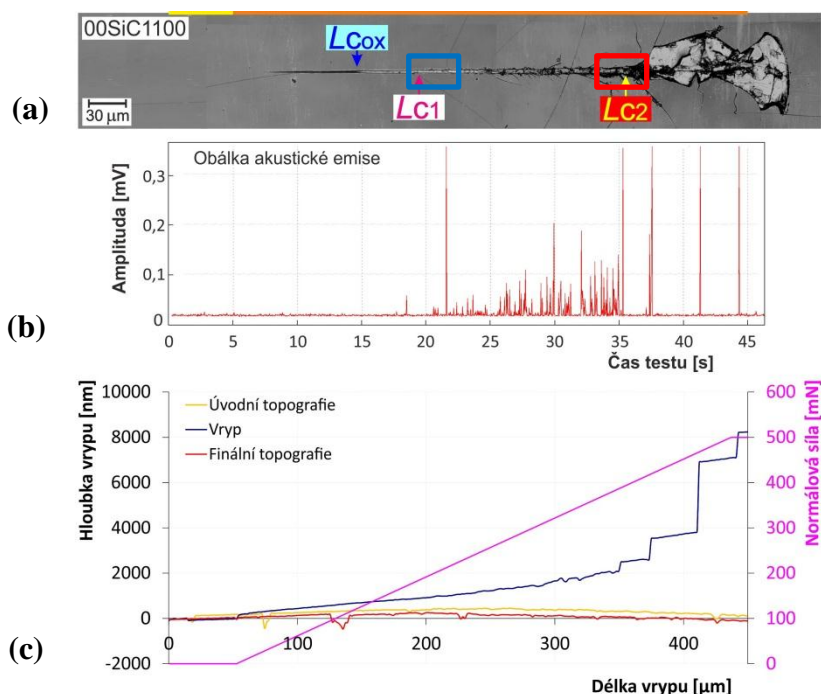 00SiC1100
LCOX
(a)
LC1
LC2
30 µm
Obálka akustické emise
Amplituda [mV]
0,3
0,2
0,1
0
(b)
0 5 10 15 20 25 30 35 40 45
Čas testu [s]
Hloubka vrypu [nm]
Normálová síla [mN]
10000
8000
6000
4000
2000
0
-2000
Úvodní topografie
Vryp
Finální topografie
600
500
400
300
200
100
0
(c)
0 100 200 300 400
Délka vrypu [µm]